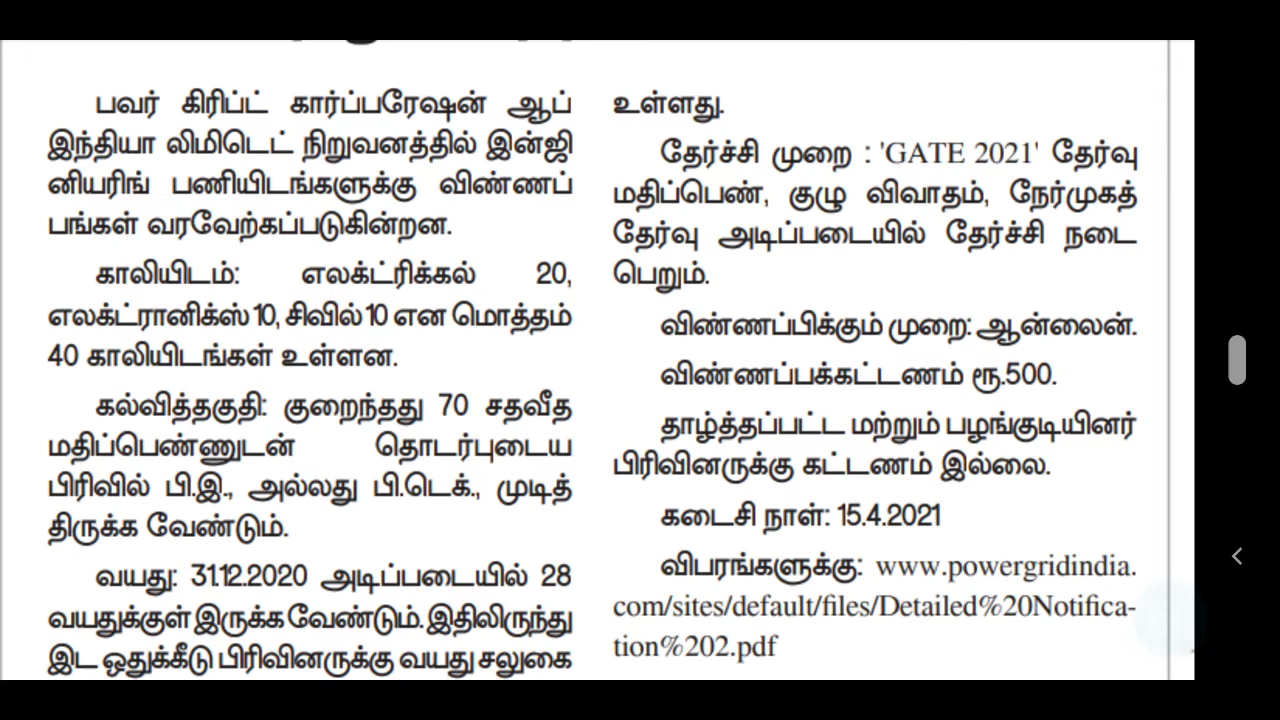 பவர் கிரிப்ட் கார்ப்பரேஷன் ஆப்
இந்தியா லிமிடெட் நிறுவனத்தில் இன்ஜி
னியரிங் பணியிடங்களுக்கு விண்ணப்
பங்கள் வரவேற்கப்படுகின்றன.
காலியிடம்: எலக்ட்ரிக்கல் 20,
எலக்ட்ரானிக்ஸ் 10, சிவில் 10 என மொத்தம்
40 காலியிடங்கள் உள்ளன.
கல்வித்தகுதி: குறைந்தது 70 சதவீத
மதிப்பெண்ணுடன் தொடர்புடைய
பிரிவில் பி.இ., அல்லது பி.டெக்., முடித்
திருக்க வேண்டும்.
வயது: 31.12.2020 அடிப்படையில் 28
வயதுக்குள் இருக்க வேண்டும். இதிலிருந்து
இட ஒதுக்கீடு பிரிவினருக்கு வயது சலுகை
உள்ளது.
தேர்ச்சி முறை : 'GATE 2021' தேர்வு
மதிப்பெண், குழு விவாதம், நேர்முகத்
தேர்வு அடிப்படையில் தேர்ச்சி நடை
பெறும்.
விண்ணப்பிக்கும் முறை: ஆன்லைன்.
விண்ணப்பக்கட்டணம் ரூ.500.
தாழ்த்தப்பட்ட மற்றும் பழங்குடியினர்
பிரிவினருக்கு கட்டணம் இல்லை.
கடைசி நாள்: 15.4.2021
விபரங்களுக்கு: www.powergridindia.
com/sites/default/files/Detailed%20Notifica-
tion%202.pdf